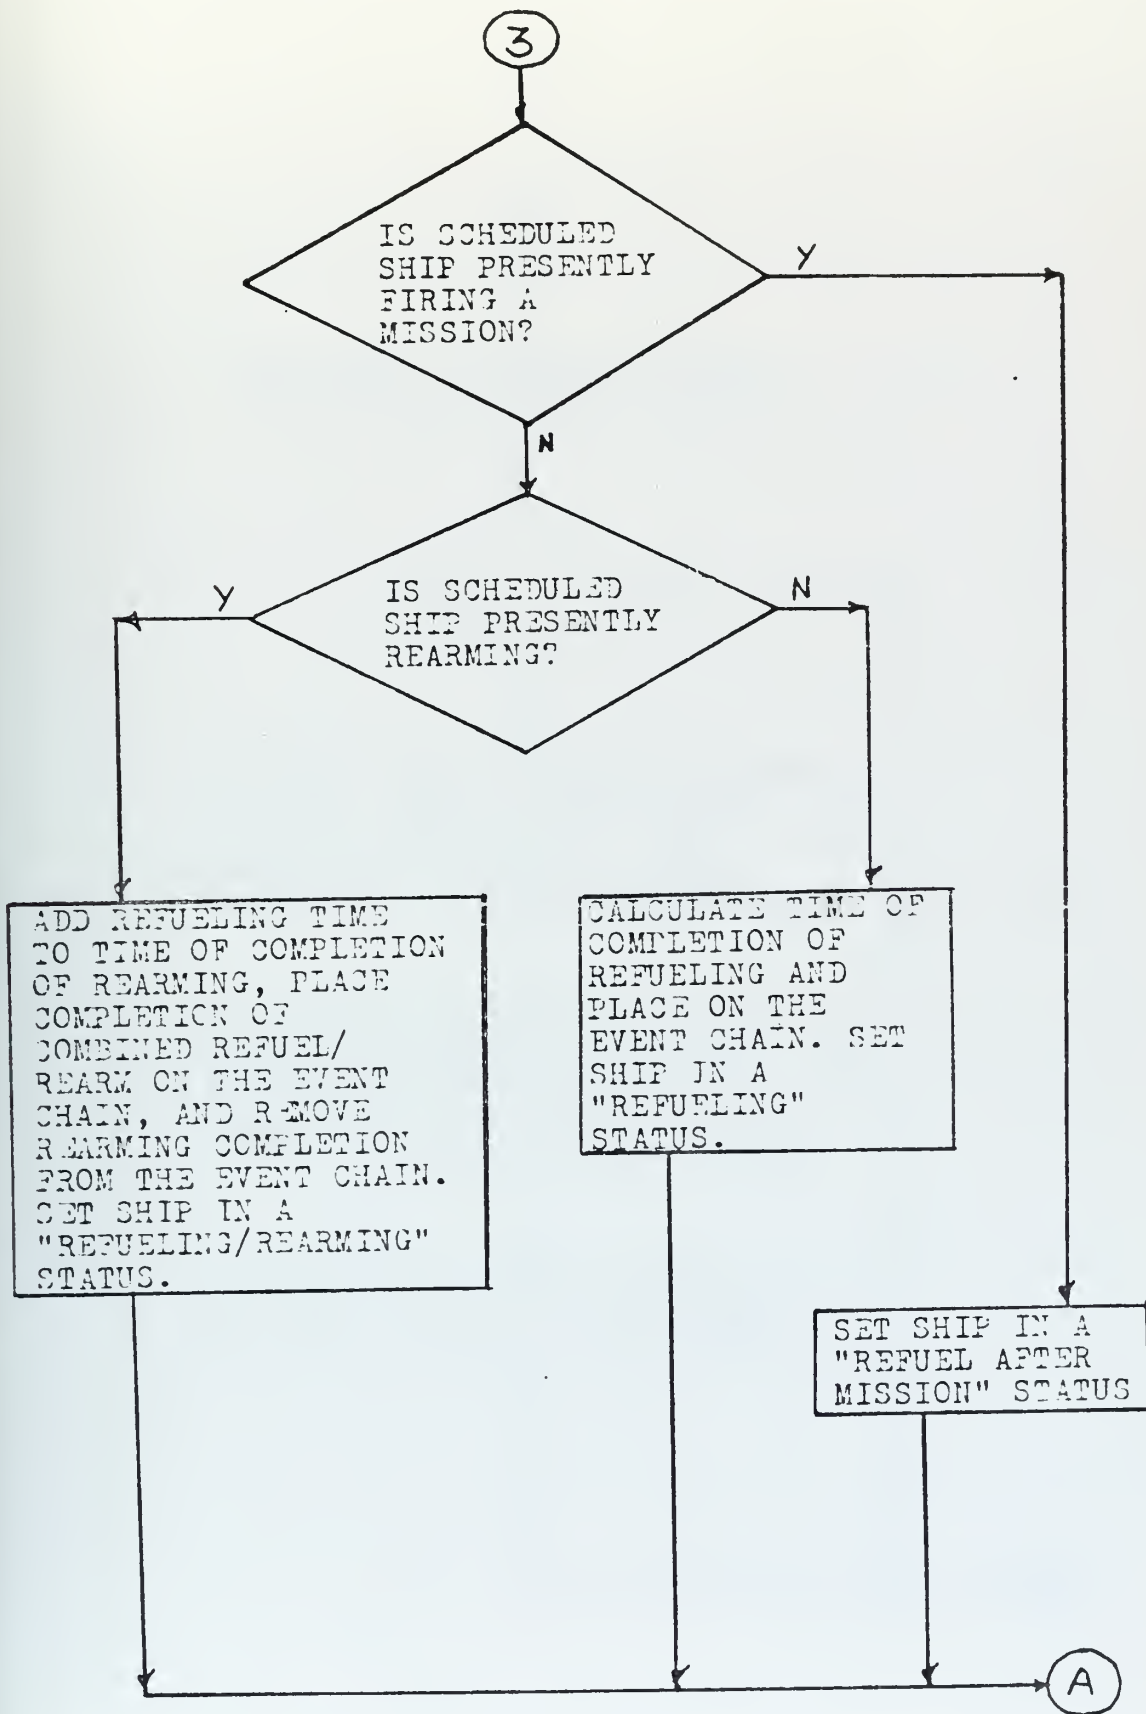 3
IS SCHEDULED
SHIP PRESENTLY
FIRING A
MISSION?
Y
N
IS SCHEDULED
SHIP PRESENTLY
REARMING?
Y
N
ADD REFUELING TIME
TO TIME OF COMPLETION
OF REARMING, PLACE
COMPLETION OF
COMBINED REFUEL/
REARM ON THE EVENT
CHAIN, AND REMOVE
REARMING COMPLETION
FROM THE EVENT CHAIN.
SET SHIP IN A
"REFUELING/REARMING"
STATUS.
CALCULATE TIME OF
COMPLETION OF
REFUELING AND
PLACE ON THE
EVENT CHAIN. SET
SHIP IN A
"REFUELING"
STATUS.
SET SHIP IN A
"REFUEL AFTER
MISSION" STATUS
A